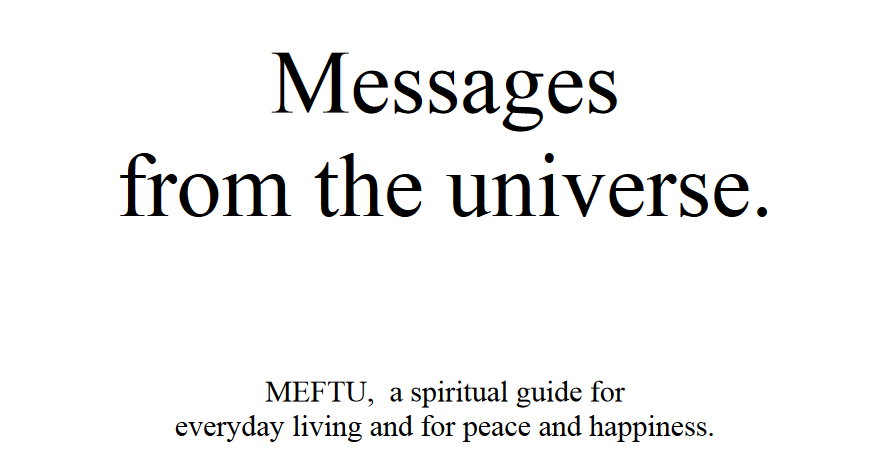 Messages
from the universe.
MEFTU,  a spiritual guide for
everyday living and for peace and happiness.